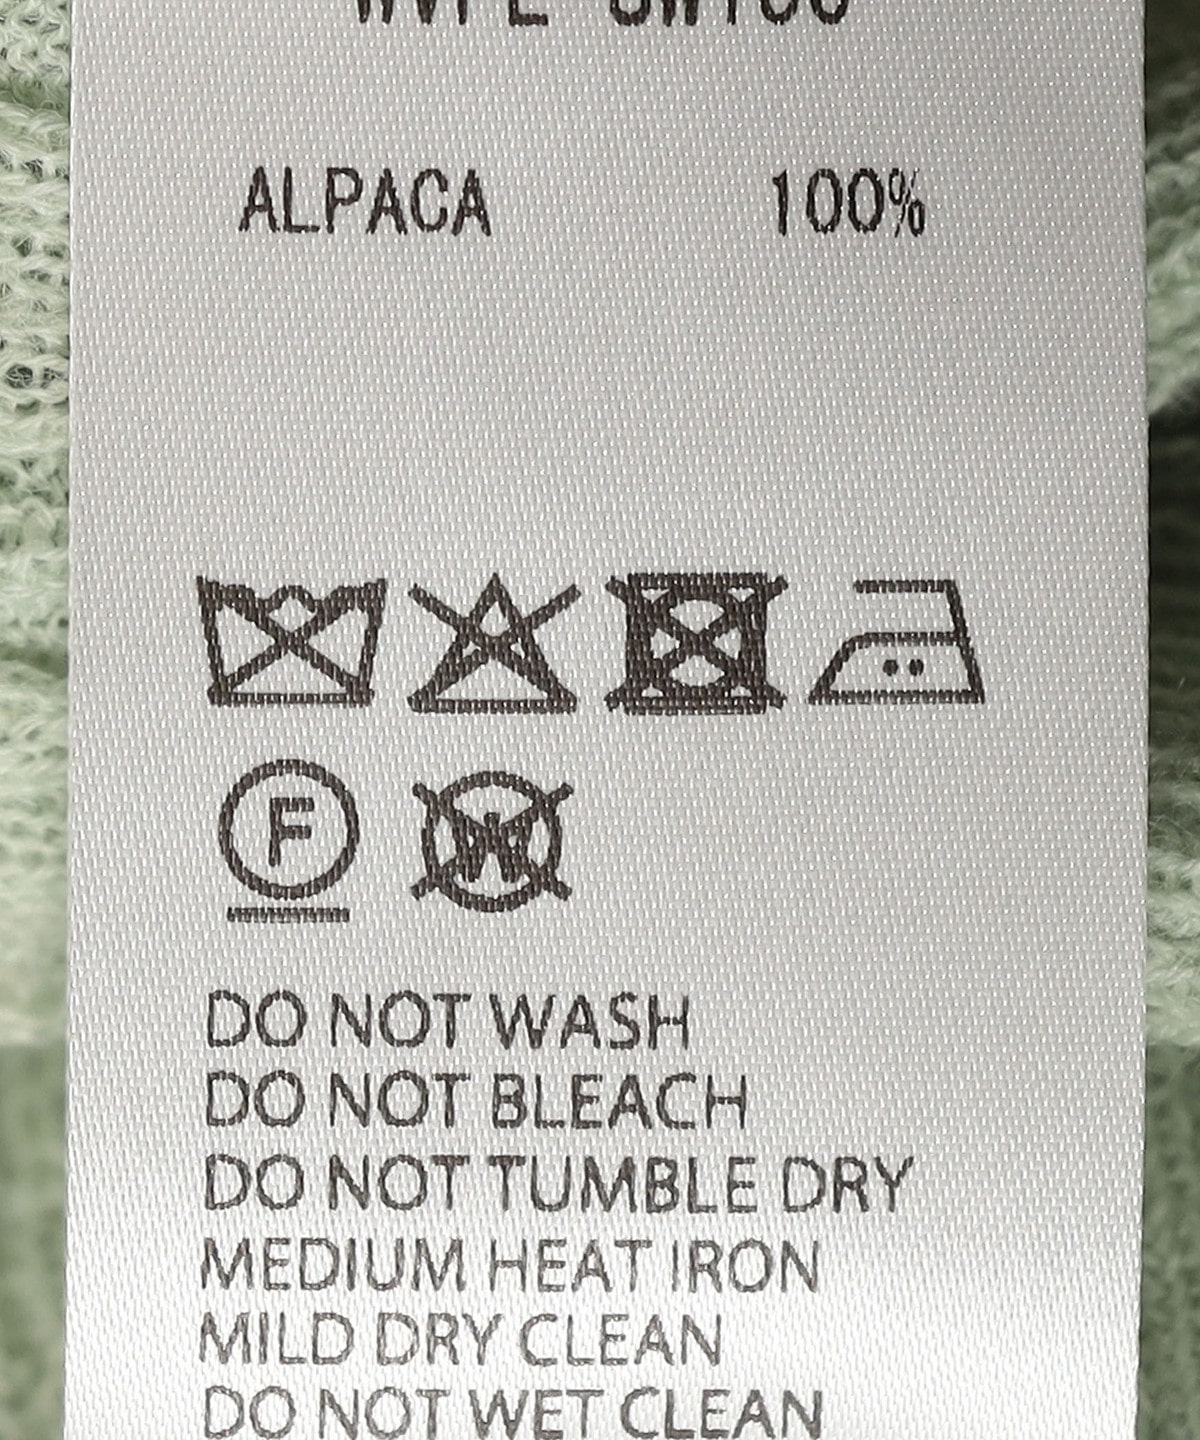 ALPACA 100%
F
W
DO NOT WASH
DO NOT BLEACH
DO NOT TUMBLE DRY
MEDIUM HEAT IRON
MILD DRY CLEAN
DO NOT WET CLEAN